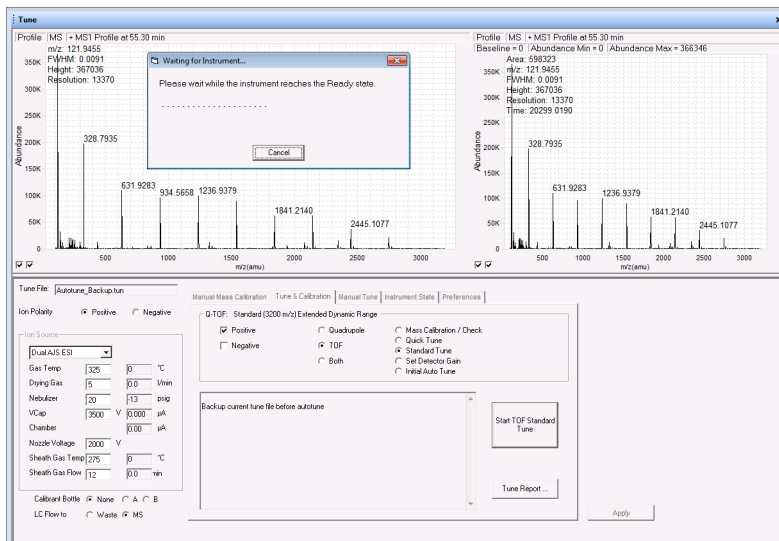 Tune
Profile MS + MS1 Profile at 55.30 min
m/z: 121.9455
FWHM: 0.0091
Height: 367036
Resolution: 13370
350K
300K
250K
200K
150K
100K
50K
0
Abundance
328.7935
631.9283
934.5658
1236.9379
1841.2140
2445.1077
500 1000 1500 2000 2500 3000
m/z(amu)
Waiting for Instrument...
Please wait while the instrument reaches the Ready state.
. . . . . . . . . . . . . . . . . . . . .
Cancel
Profile MS + MS1 Profile at 55.30 min
Baseline = 0 Abundance Min = 0 Abundance Max = 366346
Area: 598323
m/z: 121.9455
FWHM: 0.0091
Height: 367036
Resolution: 13370
Time: 20299.0190
350K
300K
250K
200K
150K
100K
50K
0
Abundance
328.7935
631.9283
1236.9379
1841.2140
2445.1077
500 1000 1500 2000 2500 3000
m/z(amu)
Tune File: Autotune_Backup.tun
Ion Polarity Positive Negative
Ion Source
Dual AJS ESI
Gas Temp 325 0 °C
Drying Gas 5 0.0 l/min
Nebulizer 20 -13 psig
VCap 3500 V 0.000 µA
Chamber 0.00 µA
Nozzle Voltage 2000 V
Sheath Gas Temp 275 0 °C
Sheath Gas Flow 12 0.0 min
Calibrant Bottle None A B
LC Flow to Waste MS
Manual Mass Calibration Tune & Calibration Manual Tune Instrument State Preferences
Q-TOF: Standard (3200 m/z) Extended Dynamic Range
Positive
Negative
Quadrupole
TOF
Both
Mass Calibration / Check
Quick Tune
Standard Tune
Set Detector Gain
Initial Auto Tune
Backup current tune file before autotune
Start TOF Standard
Tune
Tune Report ...
Apply